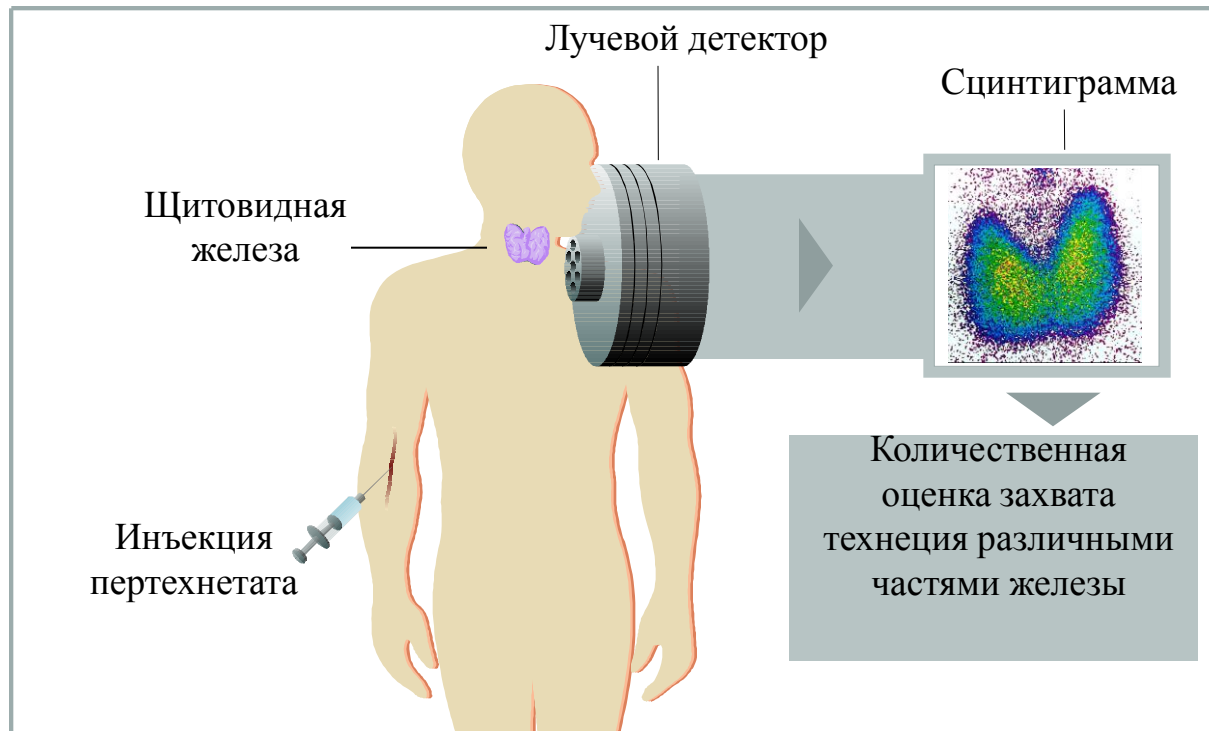 Лучевой детектор
Сцинтиграмма
Щитовидная
железа
Инъекция
пертехнетата
Количественная
оценка захвата
технеция различными
частями железы